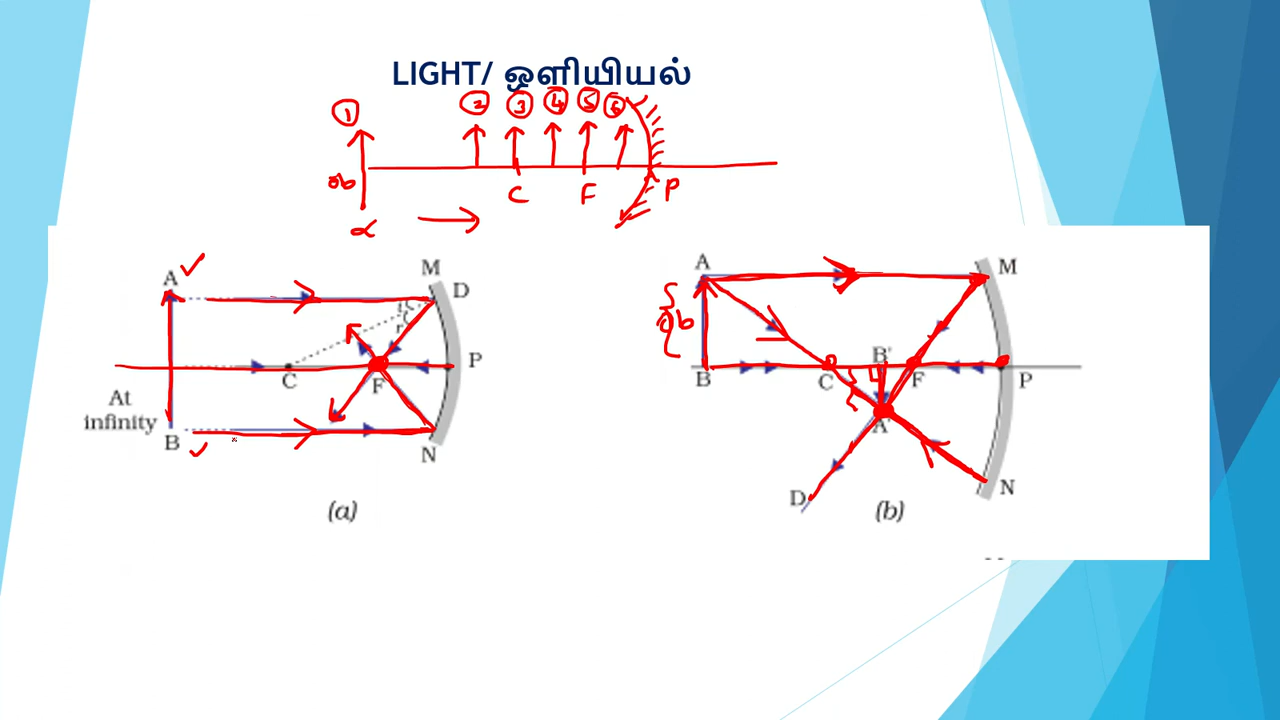 LIGHT/ ஒளியியல்
① ② ③ ④ ⑤ ⑥
ob C F P
α
A M D
i
r
C F P
At
infinity
B N
(a)
A M
ob
B C B' F P
A'
D N
(b)